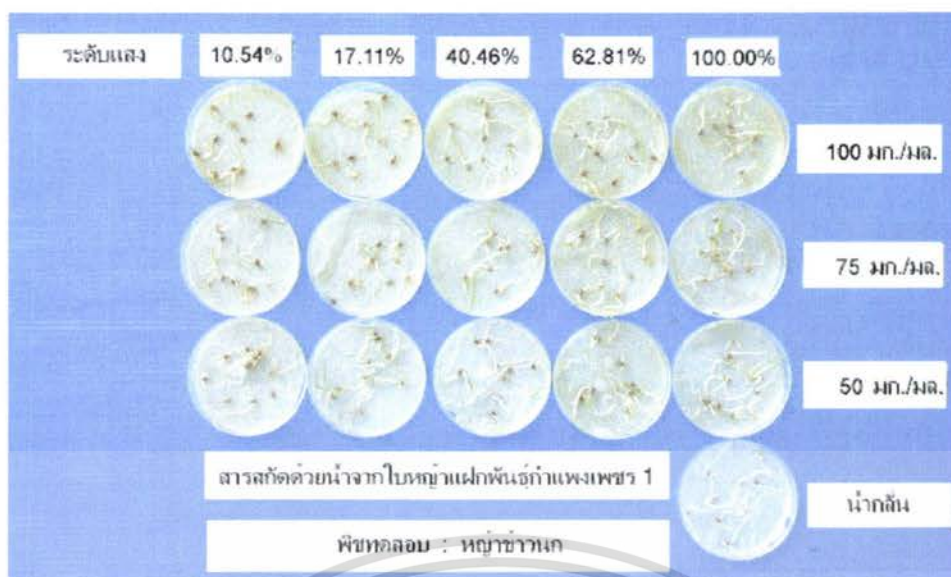 ระดับแสง 10.54% 17.11% 40.46% 62.81% 100.00%
100 มก./มล.
75 มก./มล.
50 มก./มล.
สารสกัดด้วยน้ำจากใบหญ้าแฝกพันธุ์กำแพงเพชร 1
น้ำกลั่น
พืชทดสอบ : หญ้าข้าวนก